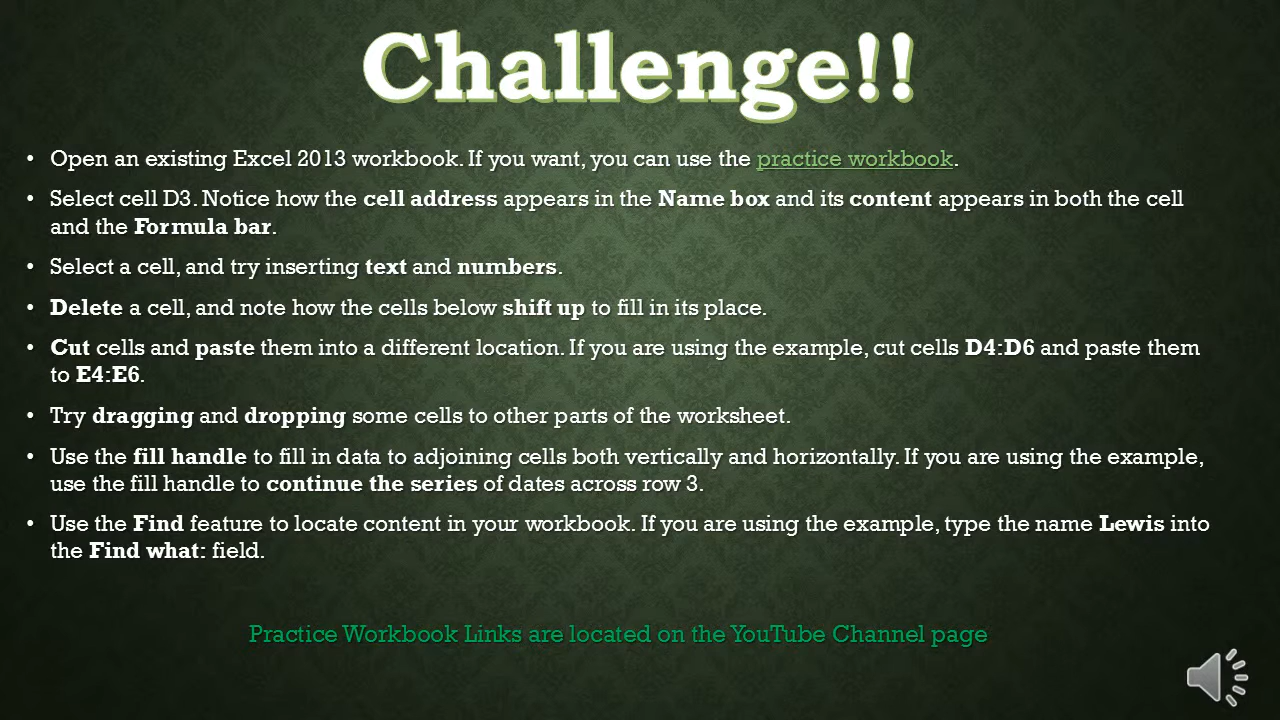 Challenge!!
• Open an existing Excel 2013 workbook. If you want, you can use the practice workbook.
• Select cell D3. Notice how the cell address appears in the Name box and its content appears in both the cell
and the Formula bar.
• Select a cell, and try inserting text and numbers.
• Delete a cell, and note how the cells below shift up to fill in its place.
• Cut cells and paste them into a different location. If you are using the example, cut cells D4:D6 and paste them
to E4:E6.
• Try dragging and dropping some cells to other parts of the worksheet.
• Use the fill handle to fill in data to adjoining cells both vertically and horizontally. If you are using the example,
use the fill handle to continue the series of dates across row 3.
• Use the Find feature to locate content in your workbook. If you are using the example, type the name Lewis into
the Find what: field.
Practice Workbook Links are located on the YouTube Channel page